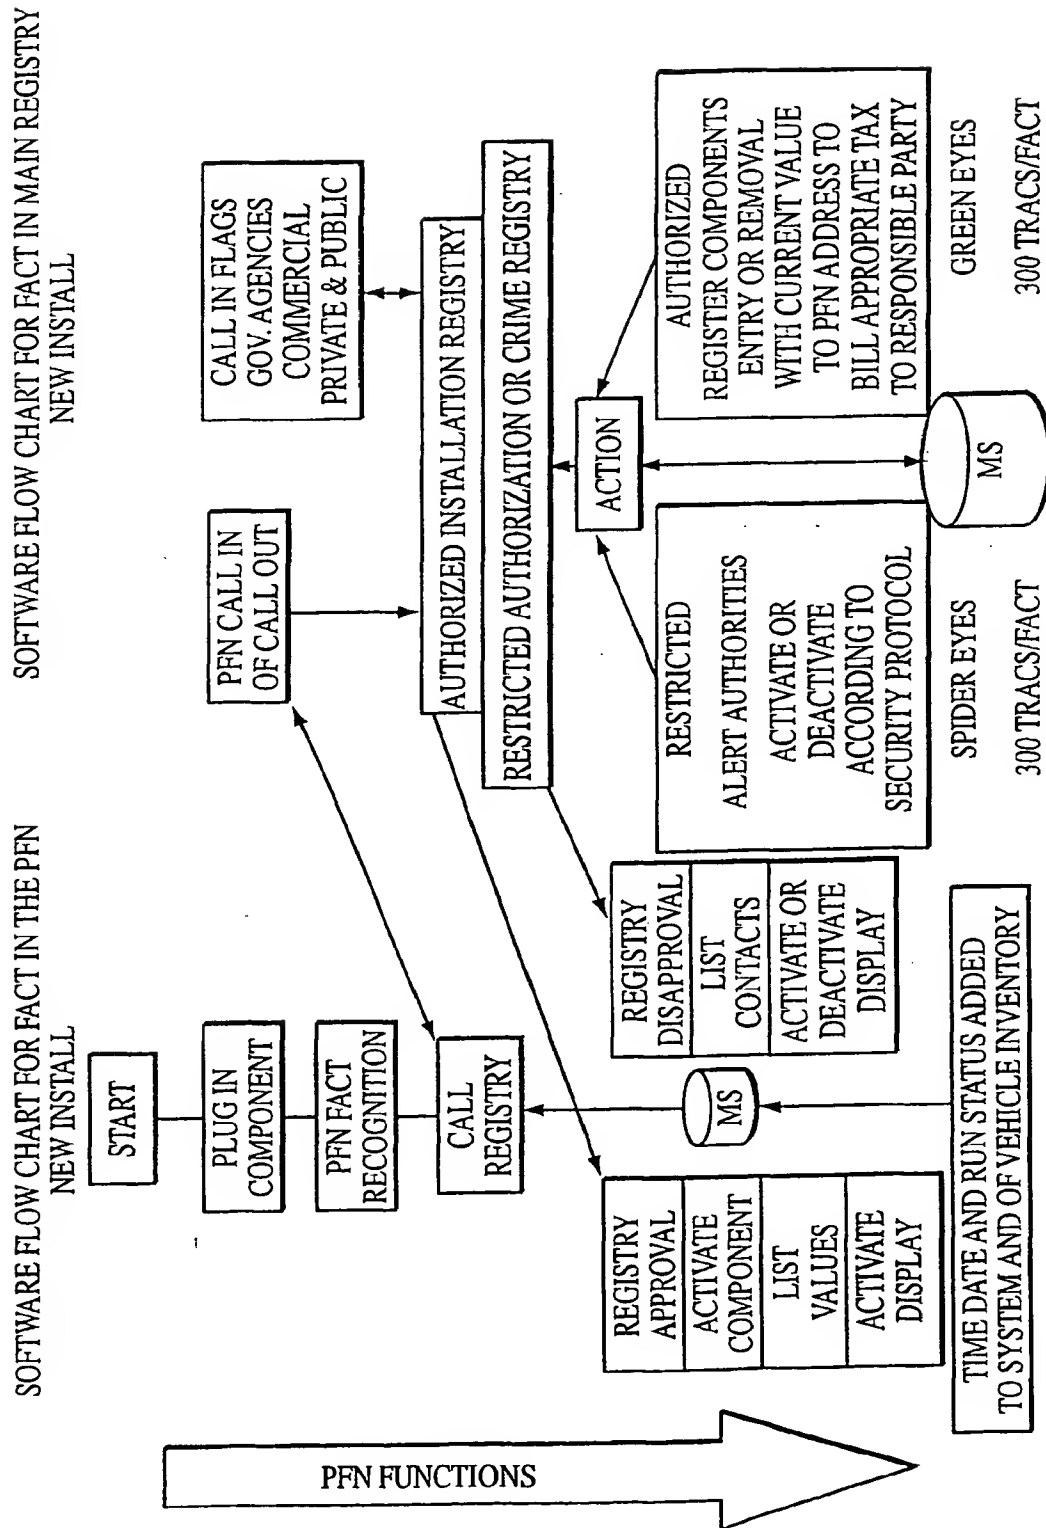 SOFTWARE FLOW CHART FOR FACT IN THE PFN
NEW INSTALL
START
PLUG IN
COMPONENT
PFN FACT
RECOGNITION
CALL
REGISTRY
MS
REGISTRY
APPROVAL
ACTIVATE
COMPONENT
LIST
VALUES
ACTIVATE
DISPLAY
REGISTRY
DISAPPROVAL
LIST
CONTACTS
ACTIVATE OR
DEACTIVATE
DISPLAY
TIME DATE AND RUN STATUS ADDED
TO SYSTEM AND OF VEHICLE INVENTORY
PFN FUNCTIONS
SOFTWARE FLOW CHART FOR FACT IN MAIN REGISTRY
NEW INSTALL
PFN CALL IN
OF CALL OUT
CALL IN FLAGS
GOV. AGENCIES
COMMERCIAL
PRIVATE & PUBLIC
AUTHORIZED INSTALLATION REGISTRY
RESTRICTED AUTHORIZATION OR CRIME REGISTRY
ACTION
RESTRICTED
ALERT AUTHORITIES
ACTIVATE OR
DEACTIVATE
ACCORDING TO
SECURITY PROTOCOL
AUTHORIZED
REGISTER COMPONENTS
ENTRY OR REMOVAL
WITH CURRENT VALUE
TO PFN ADDRESS TO
BILL APPROPRIATE TAX
TO RESPONSIBLE PARTY
MS
SPIDER EYES
300 TRACS/FACT
GREEN EYES
300 TRACS/FACT